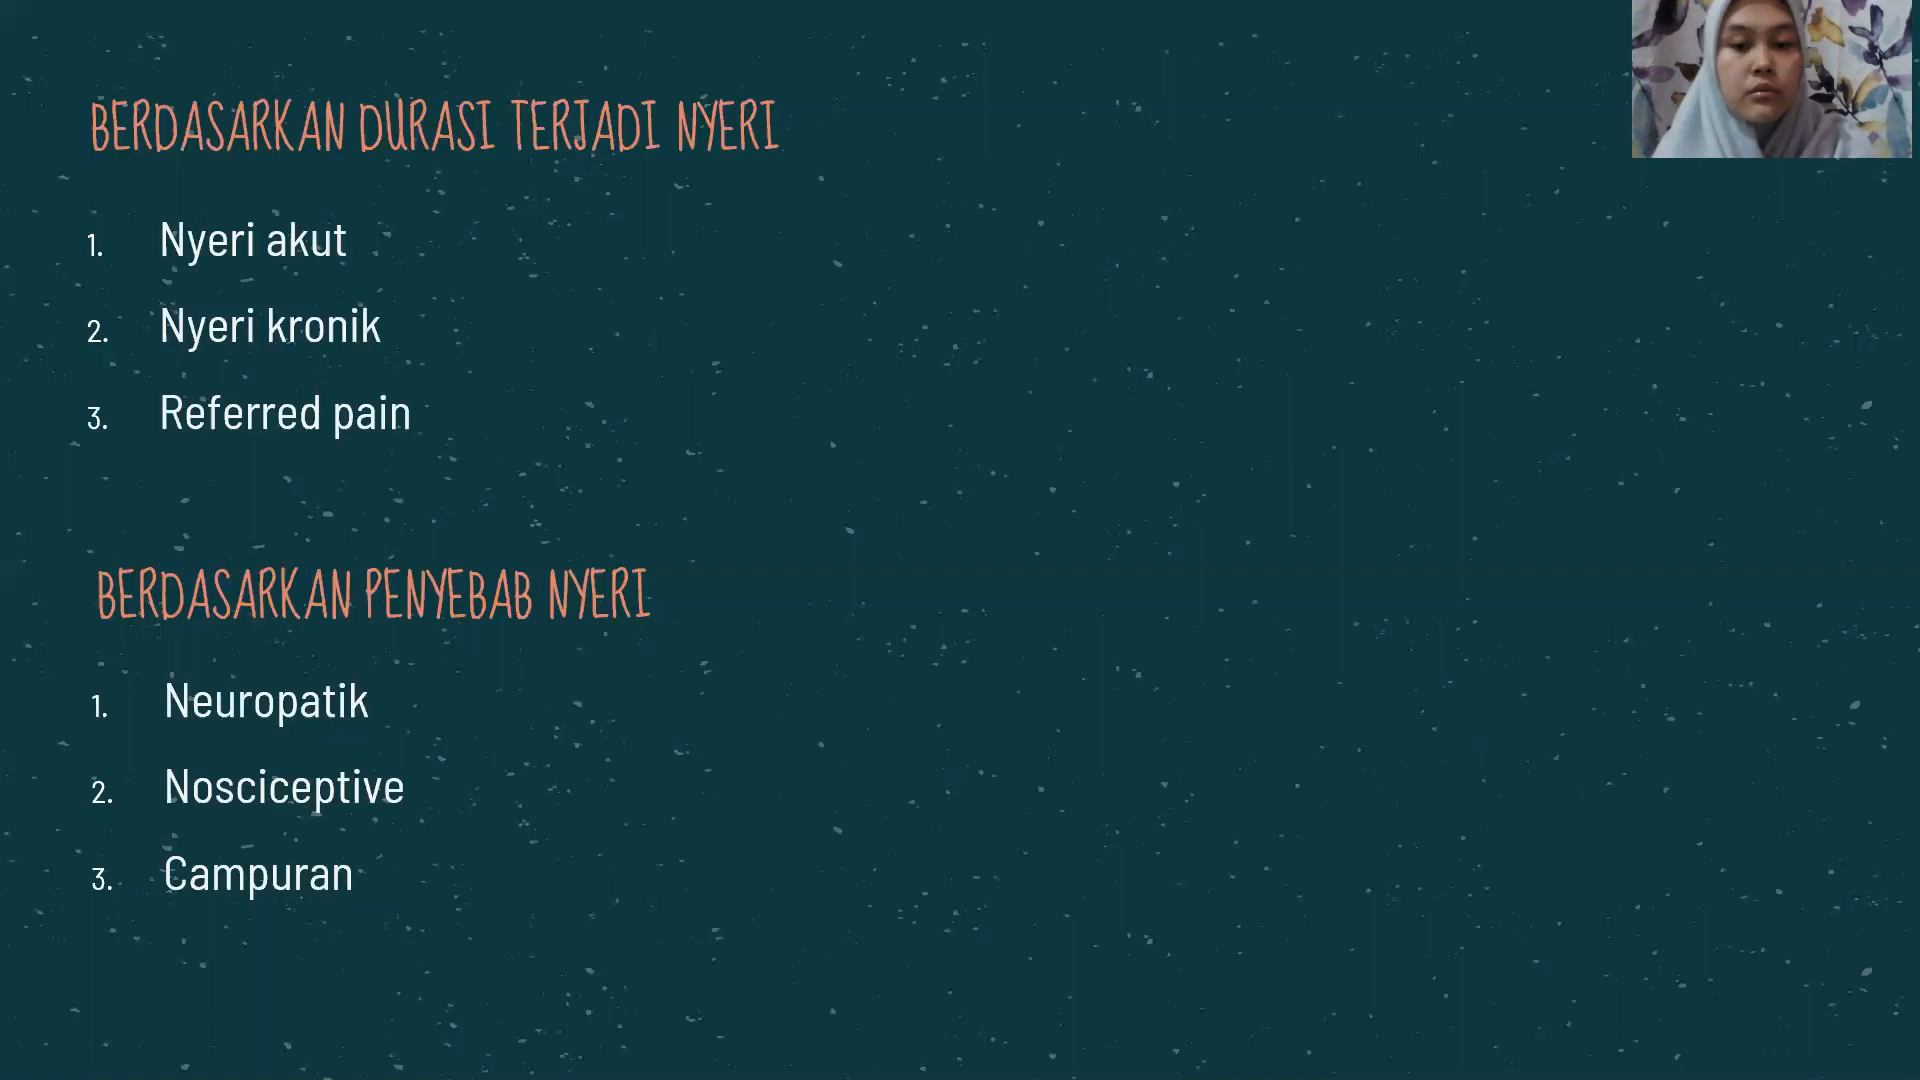 BERDASARKAN DURASI TERJADI NYERI
1. Nyeri akut
2. Nyeri kronik
3. Referred pain
BERDASARKAN PENYEBAB NYERI
1. Neuropatik
2. Nosciceptive
3. Campuran